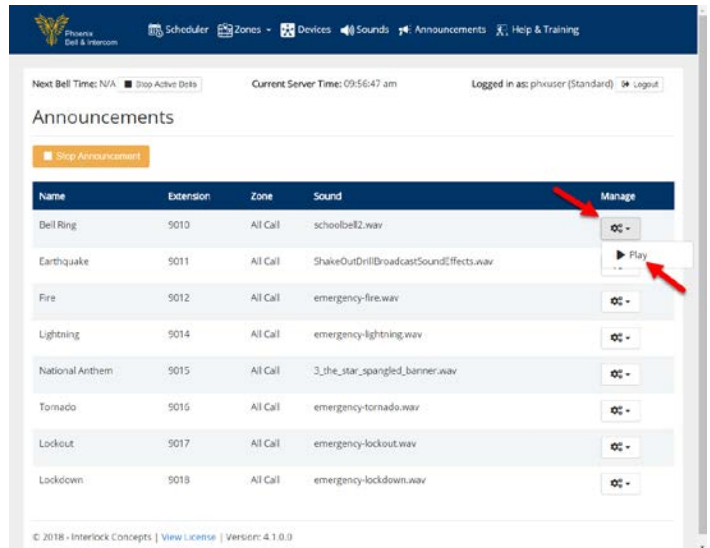 Phoenix
Bell & Intercom
Scheduler Zones Devices Sounds Announcements Help & Training
Next Bell Time: N/A Stop Active Bells Current Server Time: 09:56:47 am Logged in as: phxuser (Standard) Logout
Announcements
Stop Announcement
Name Extension Zone Sound Manage
Bell Ring 9010 All Call schoolbell2.wav
Play
Earthquake 9011 All Call ShakeOutDrillBroadcastSoundEffects.wav
Fire 9012 All Call emergency-fire.wav
Lightning 9014 All Call emergency-lightning.wav
National Anthem 9015 All Call 3_the_star_spangled_banner.wav
Tornado 9016 All Call emergency-tornado.wav
Lockout 9017 All Call emergency-lockout.wav
Lockdown 9018 All Call emergency-lockdown.wav
© 2018 - Interlock Concepts | View License | Version: 4.1.0.0